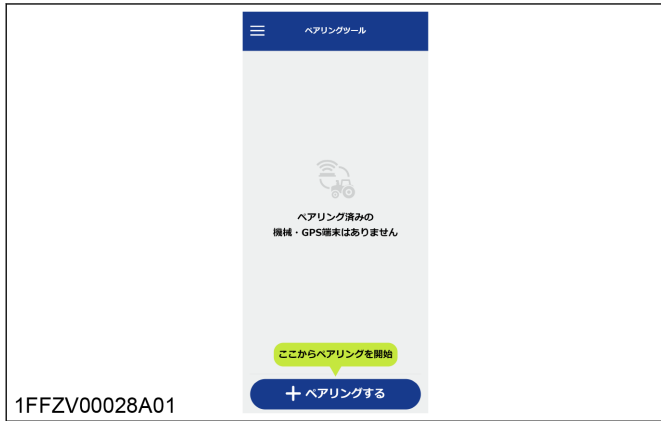 ペアリングツール
ペアリング済みの
機械・GPS端末はありません
ここからペアリングを開始
+ ペアリングする
1FFZV00028A01